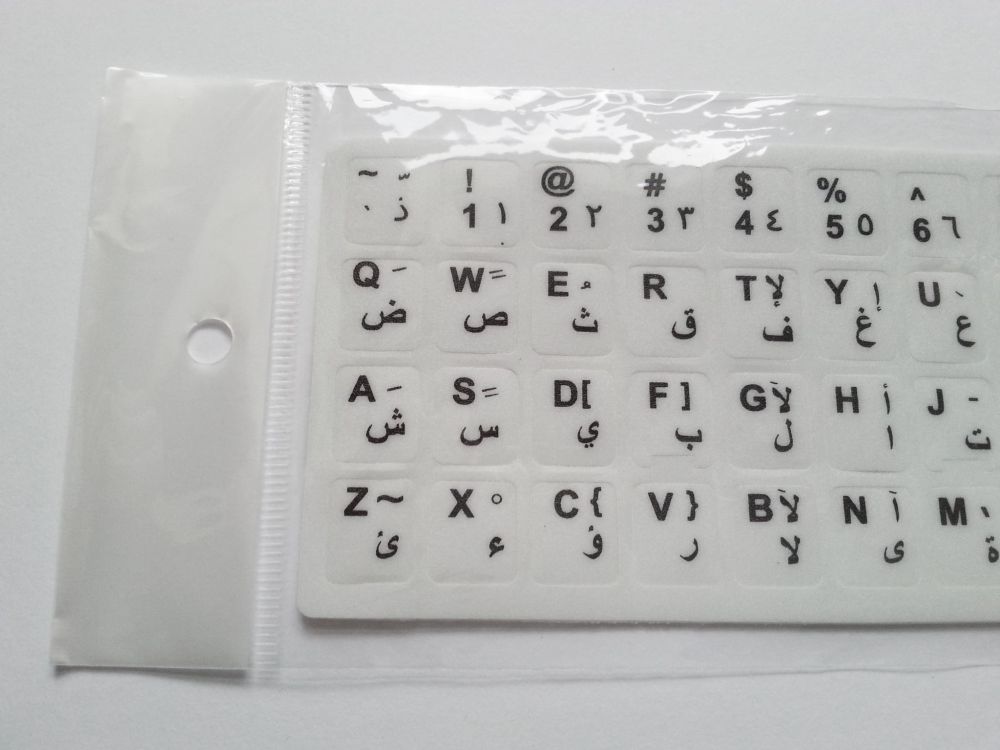 ~ ّ ! @ # $ % ^
ذ 1 ١ 2 ٢ 3 ٣ 4 ٤ 5 ٥ 6 ٦
Q W E R T لإ Y إ U
ض ص ث ق ف غ ع
A S D [ F ] G لأ H أ J -
ش س ي ب ل ا ت
Z ~ X ° C { V } B لآ N آ M
ئ ء ؤ ر لا ى ة